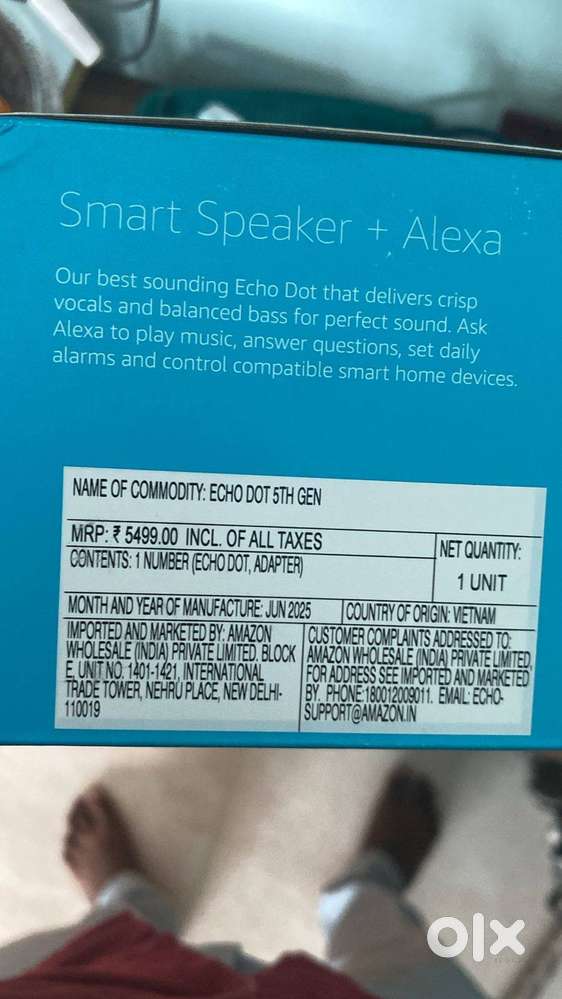 Smart Speaker + Alexa
Our best sounding Echo Dot that delivers crisp
vocals and balanced bass for perfect sound. Ask
Alexa to play music, answer questions, set daily
alarms and control compatible smart home devices.
NAME OF COMMODITY: ECHO DOT 5TH GEN
MRP: ₹ 5499.00 INCL. OF ALL TAXES
CONTENTS: 1 NUMBER (ECHO DOT, ADAPTER)
NET QUANTITY:
1 UNIT
MONTH AND YEAR OF MANUFACTURE: JUN 2025
COUNTRY OF ORIGIN: VIETNAM
IMPORTED AND MARKETED BY: AMAZON
WHOLESALE (INDIA) PRIVATE LIMITED. BLOCK
E, UNIT NO. 1401-1421, INTERNATIONAL
TRADE TOWER, NEHRU PLACE, NEW DELHI-
110019
CUSTOMER COMPLAINTS ADDRESSED TO:
AMAZON WHOLESALE (INDIA) PRIVATE LIMITED.
FOR ADDRESS SEE IMPORTED AND MARKETED
BY. PHONE:180012009011. EMAIL: ECHO-
SUPPORT@AMAZON.IN
olx